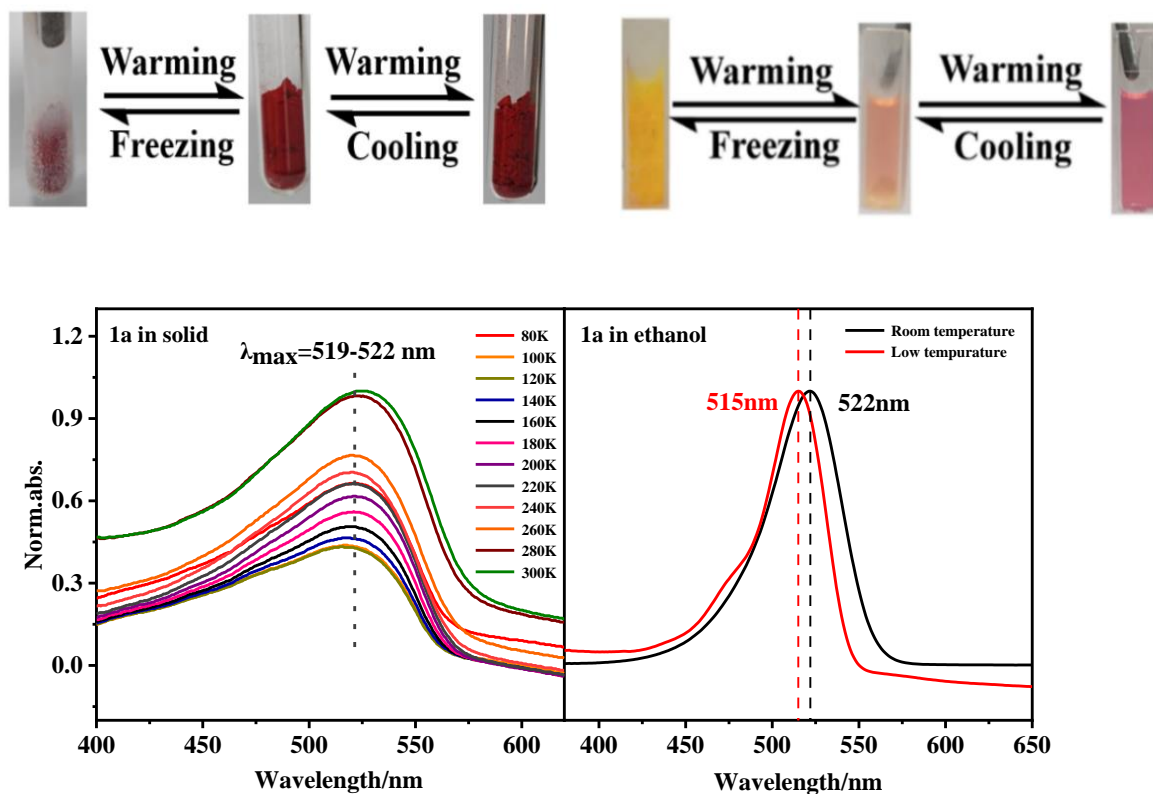 Warming
Freezing
Warming
Cooling
Warming
Freezing
Warming
Cooling
1a in solid
λmax=519-522 nm
80K
100K
120K
140K
160K
180K
200K
220K
240K
260K
280K
300K
1a in ethanol
Room temperature
Low tempurature
515nm
522nm
Norm.abs.
1.2
0.9
0.6
0.3
0.0
400 450 500 550 600
400 450 500 550 600 650
Wavelength/nm
Wavelength/nm